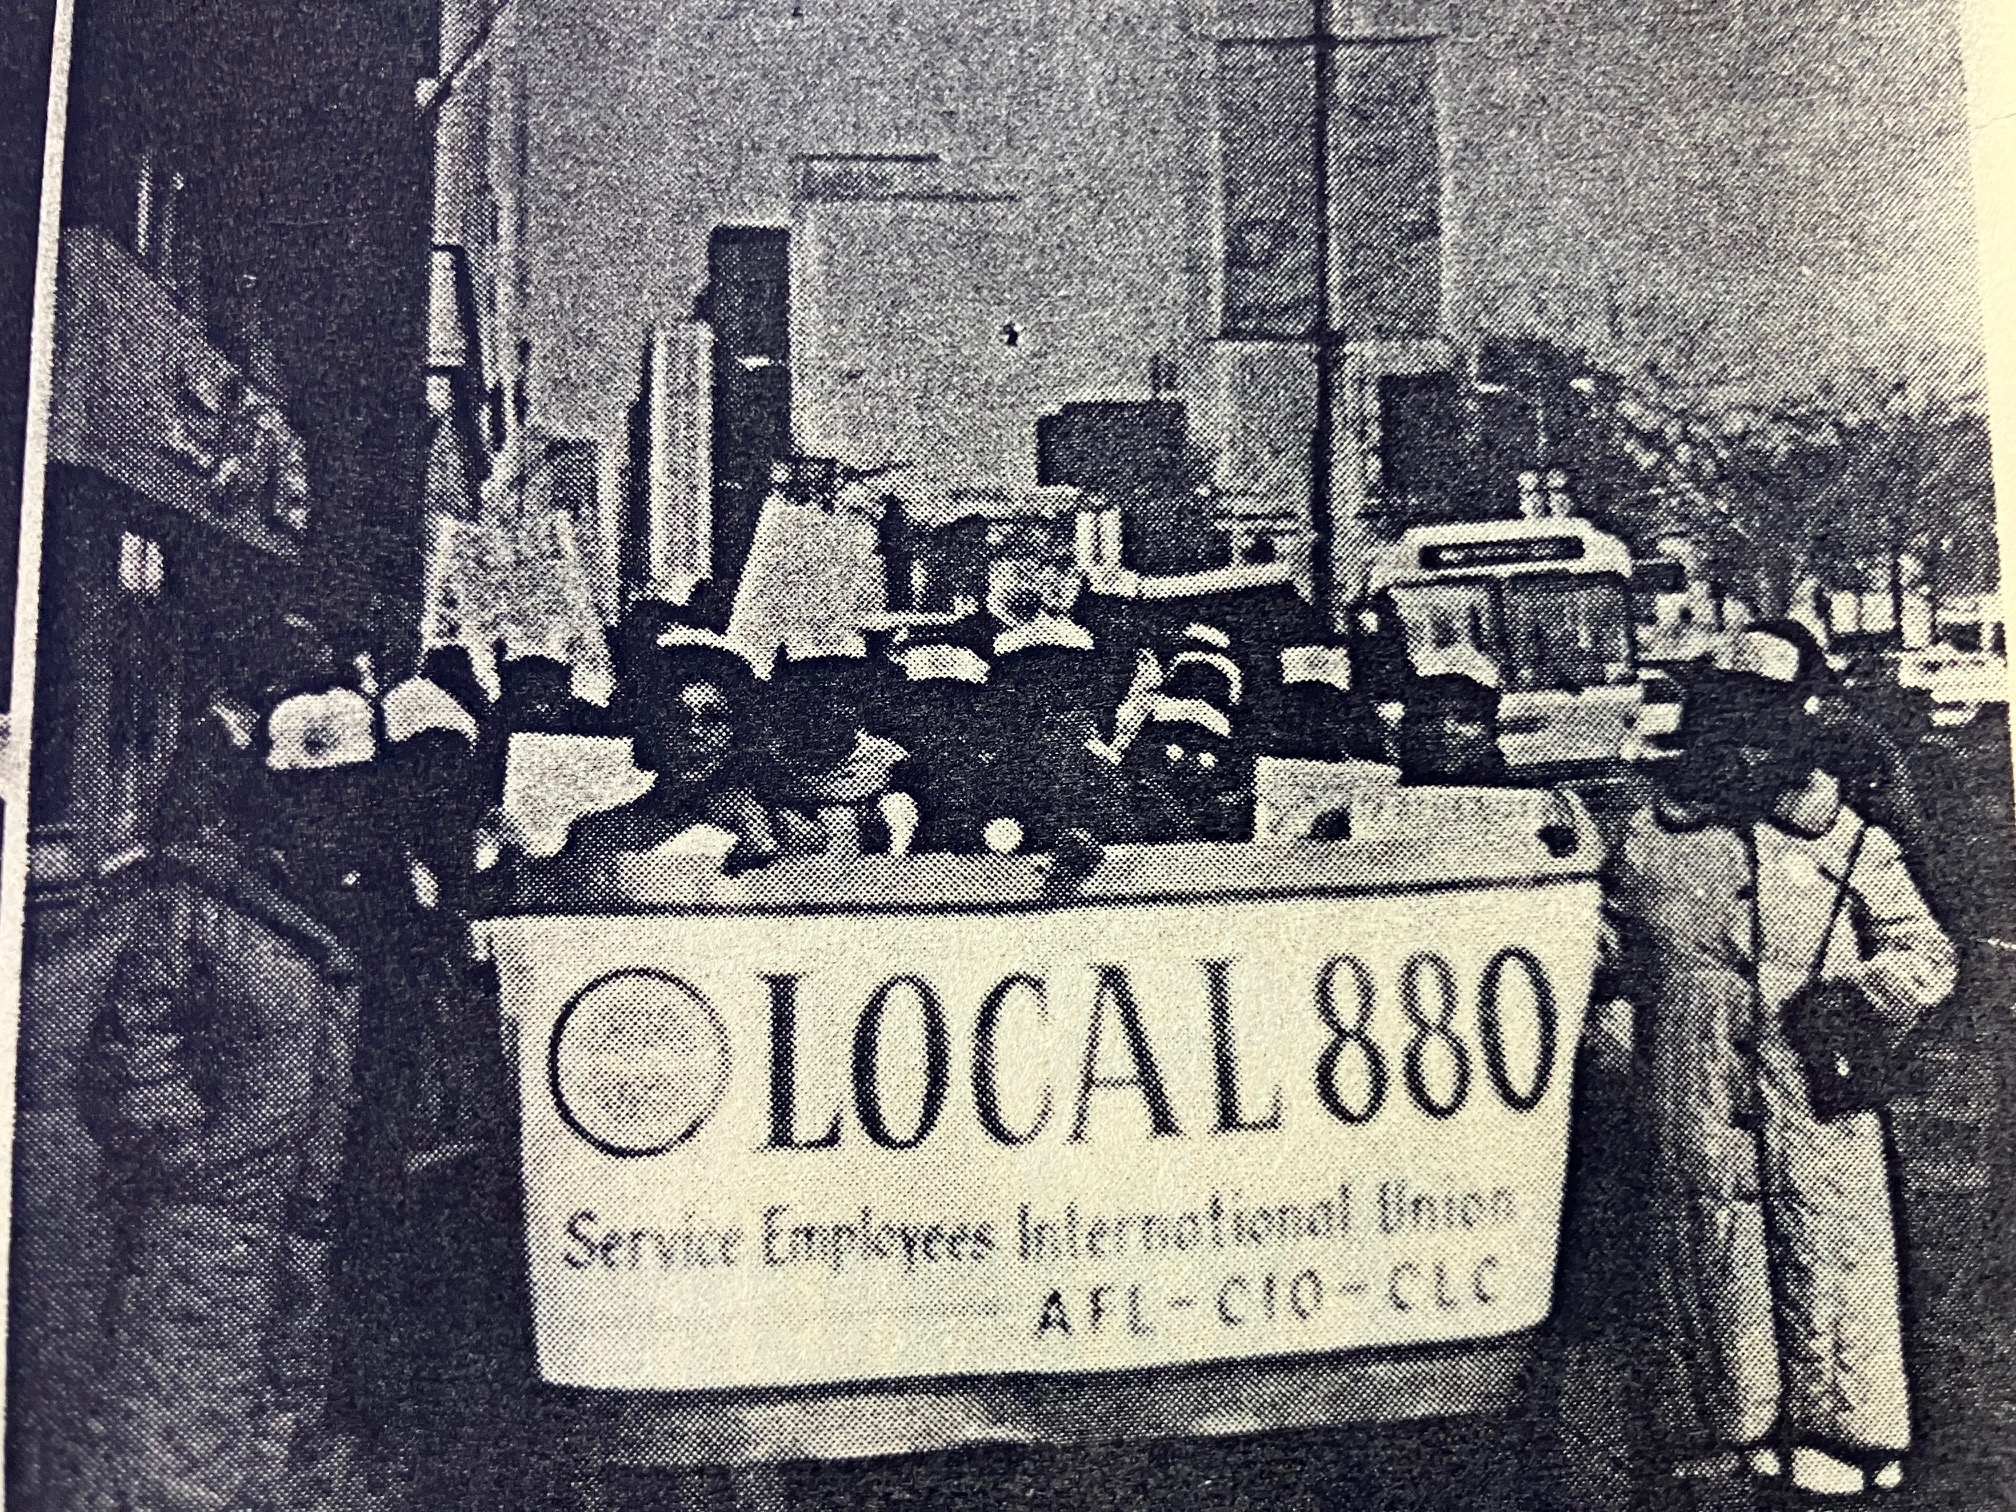 LOCAL 880
Service Employees International Union
AFL-CIO-CLC